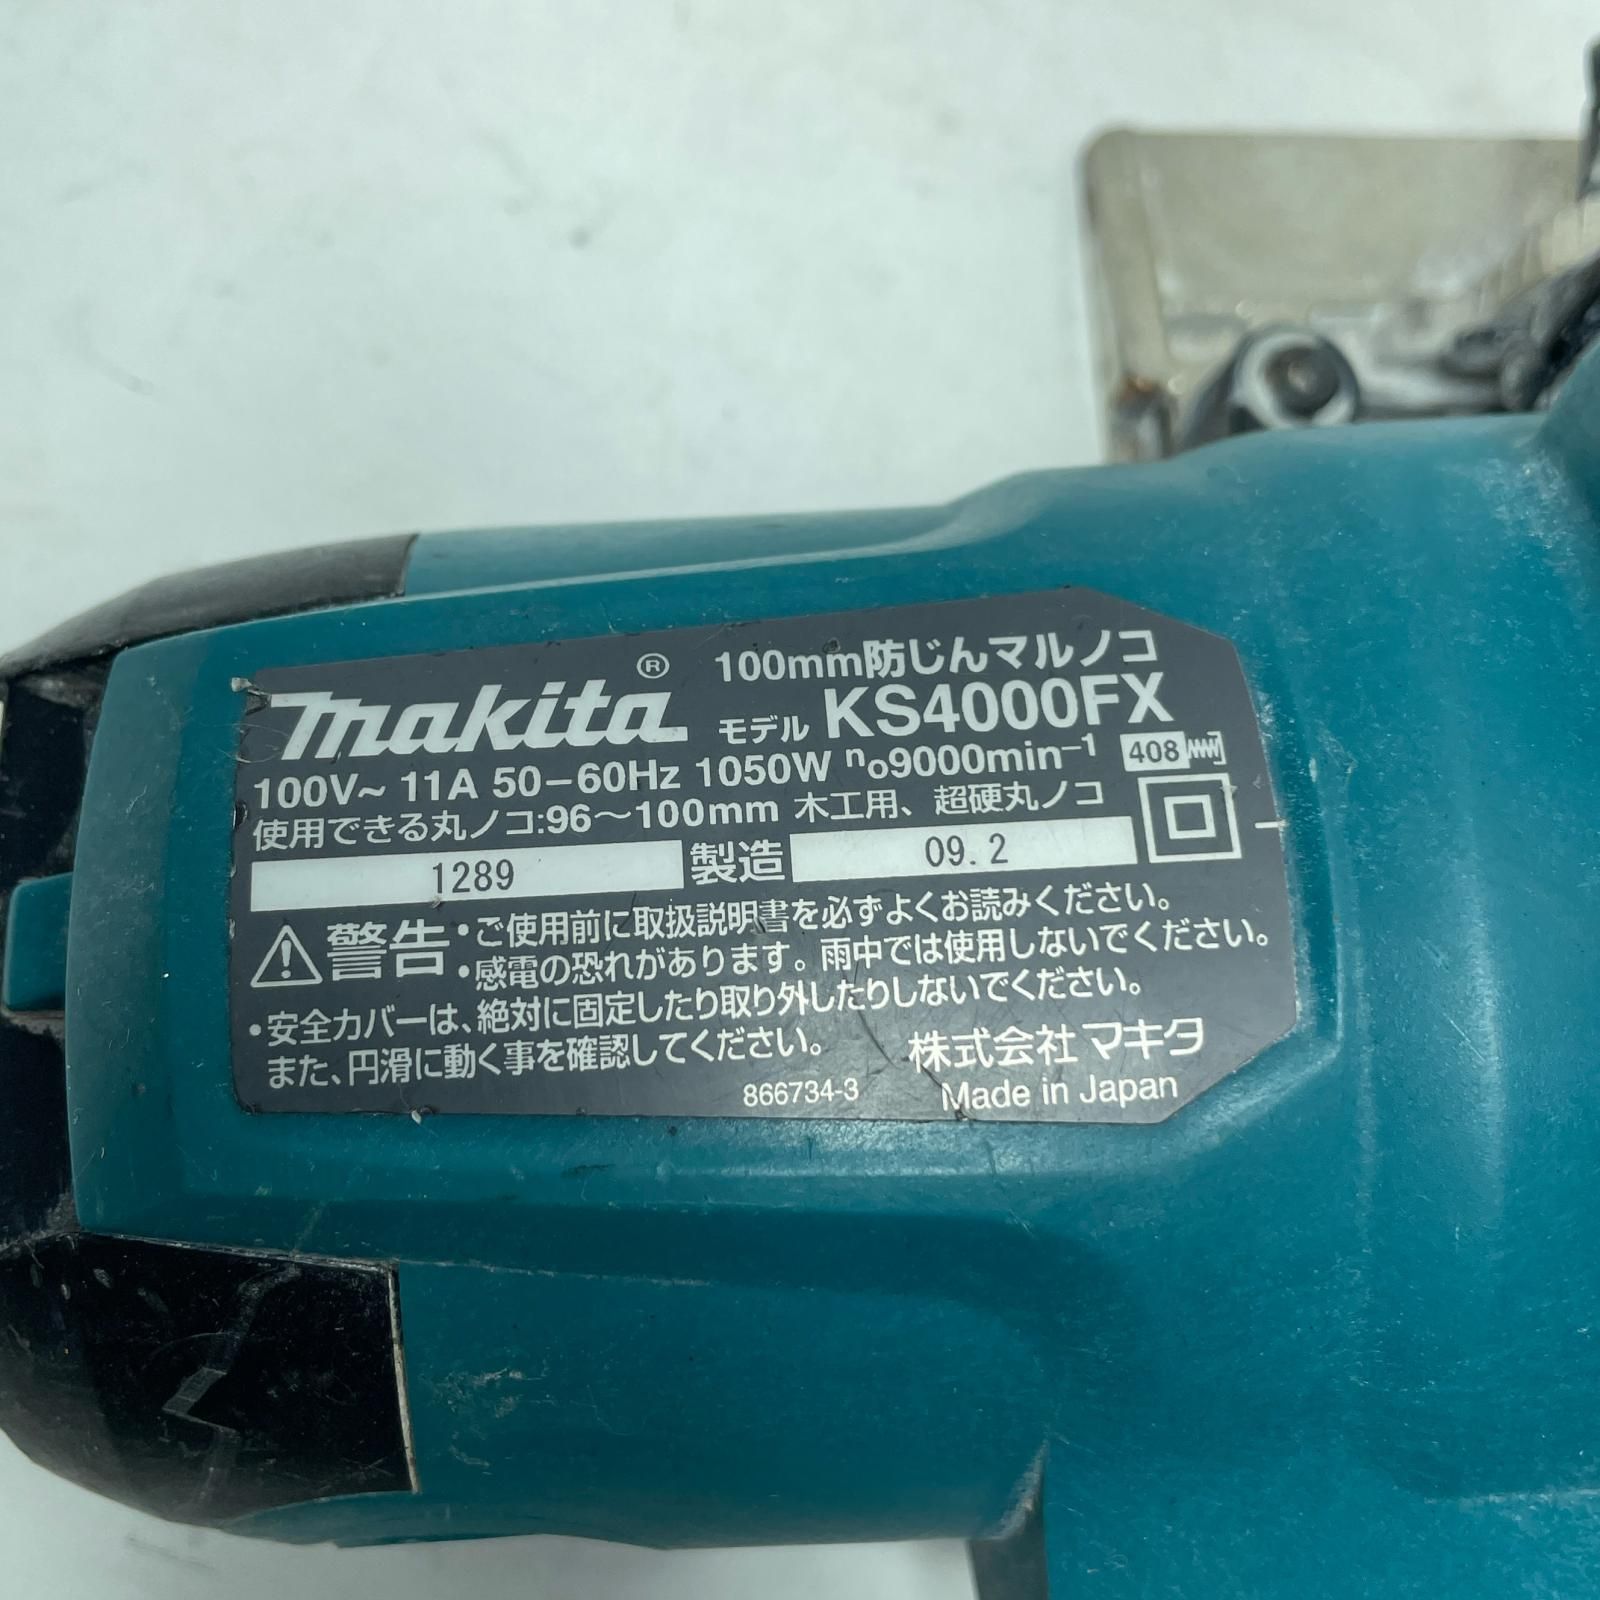 makita® 100mm防じんマルノコ
モデル KS4000FX
100V~ 11A 50-60Hz 1050W n₀9000min⁻¹ 408
使用できる丸ノコ:96〜100mm 木工用、超硬丸ノコ
1289 製造 09.2
警告 • ご使用前に取扱説明書を必ずよくお読みください。
• 感電の恐れがあります。雨中では使用しないでください。
• 安全カバーは、絶対に固定したり取り外したりしないでください。
また、円滑に動く事を確認してください。
株式会社マキタ
866734-3 Made in Japan